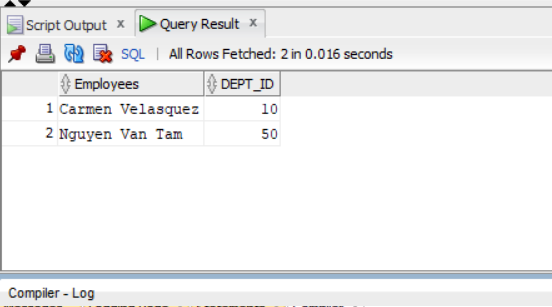 Script Output x Query Result x
SQL | All Rows Fetched: 2 in 0.016 seconds
Employees DEPT_ID
1 Carmen Velasquez 10
2 Nguyen Van Tam 50
Compiler - Log